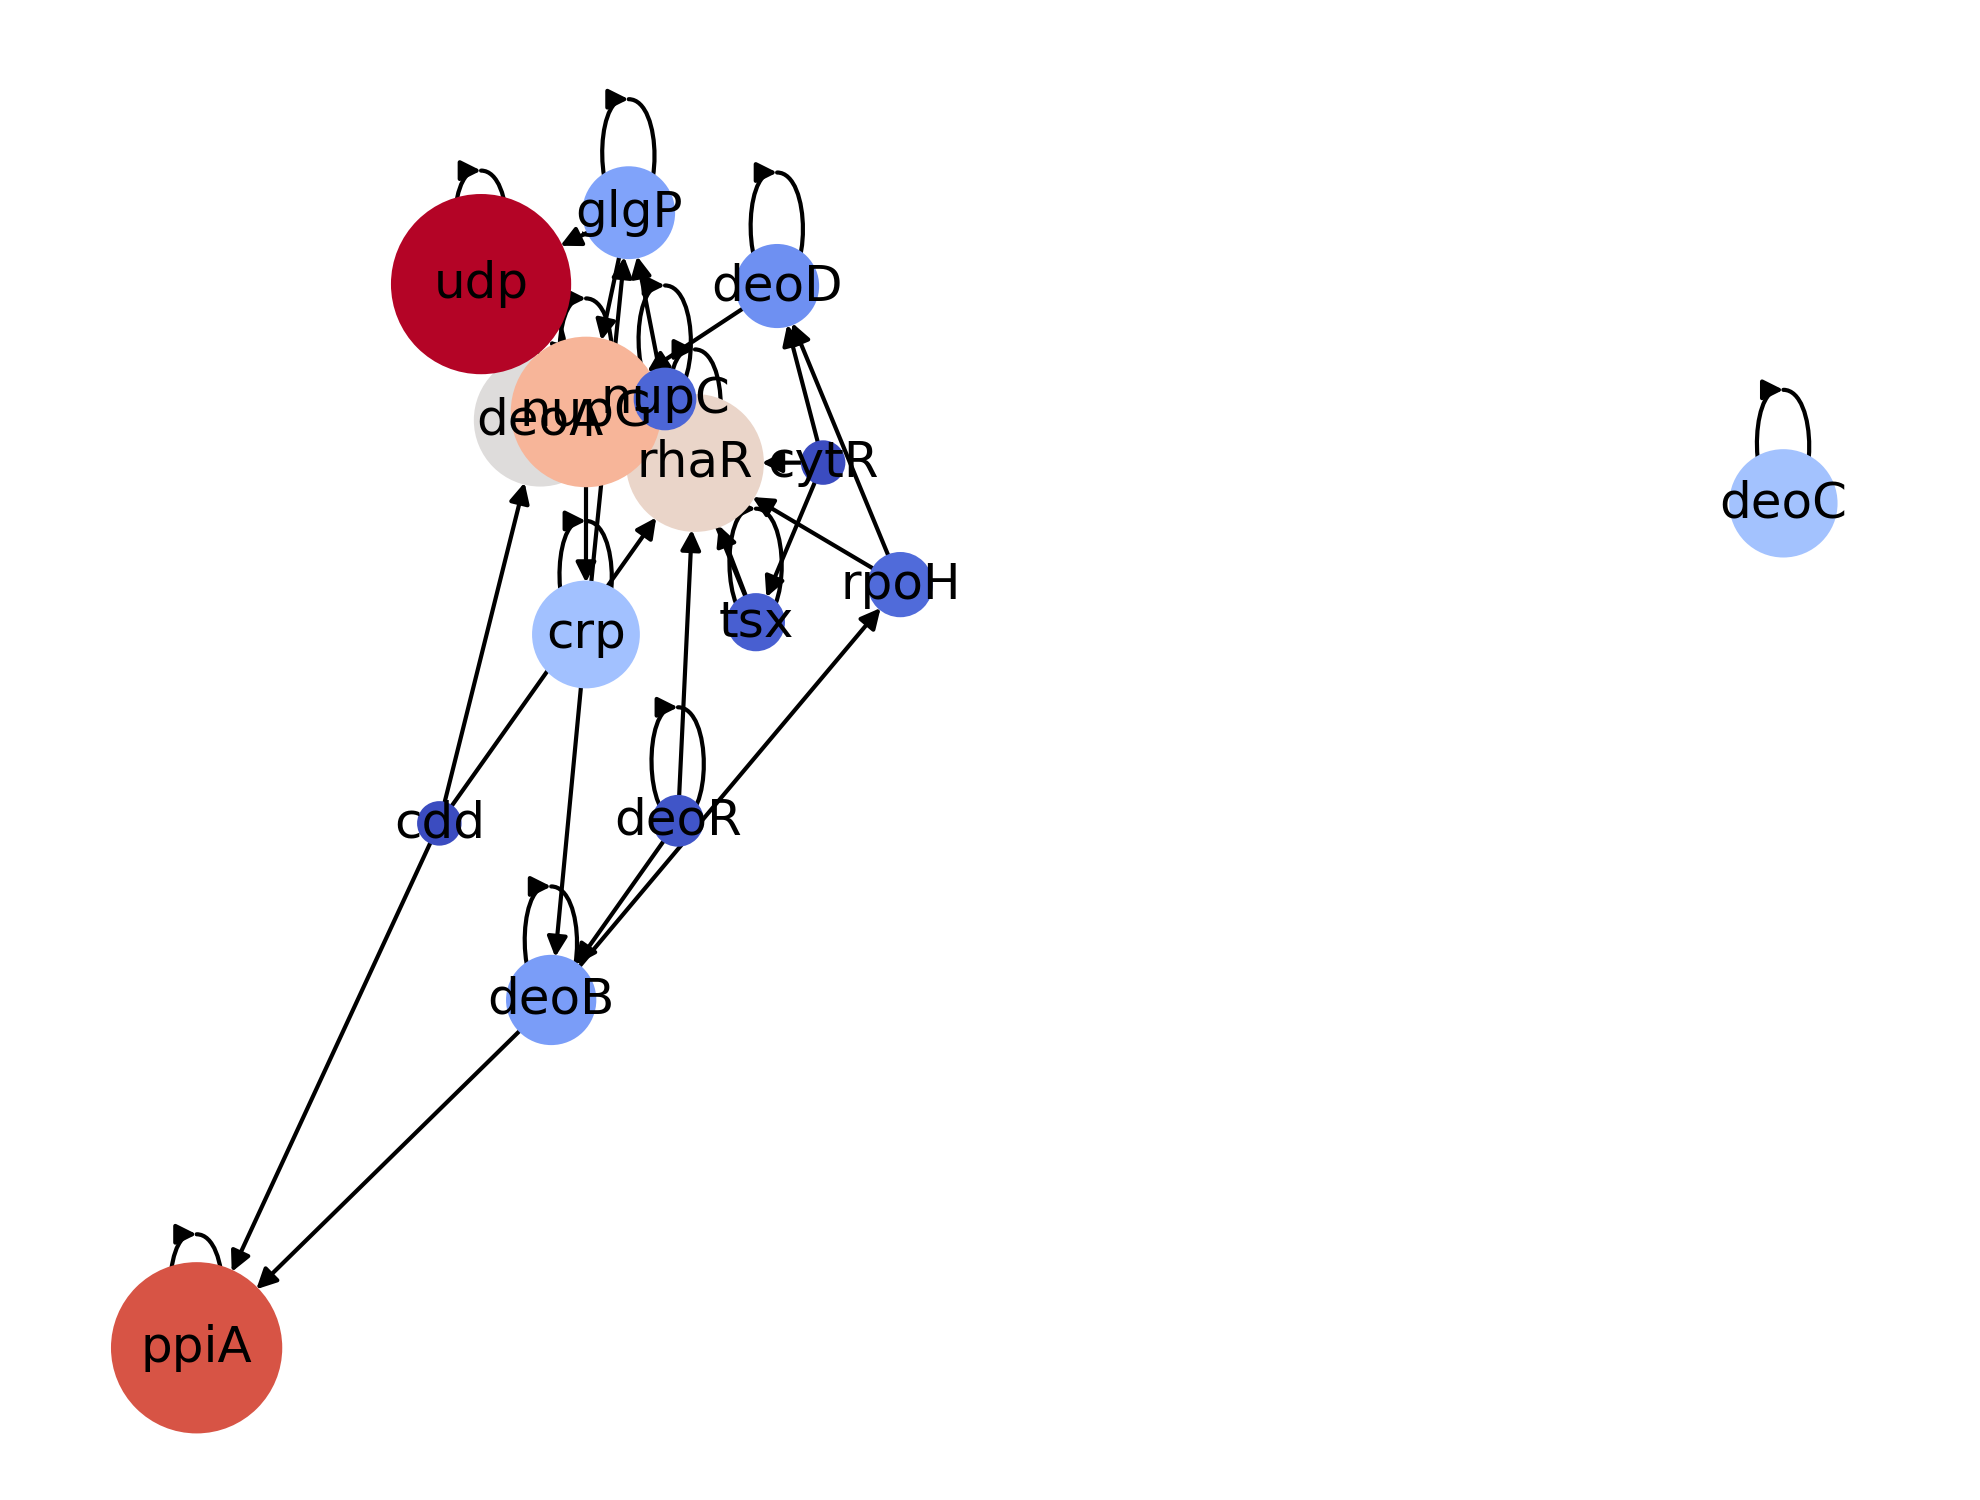 glgP
udp
deoD
nupC
nupG
deoA
rhaR
cytR
deoC
rpoH
tsx
crp
deoR
cdd
deoB
ppiA